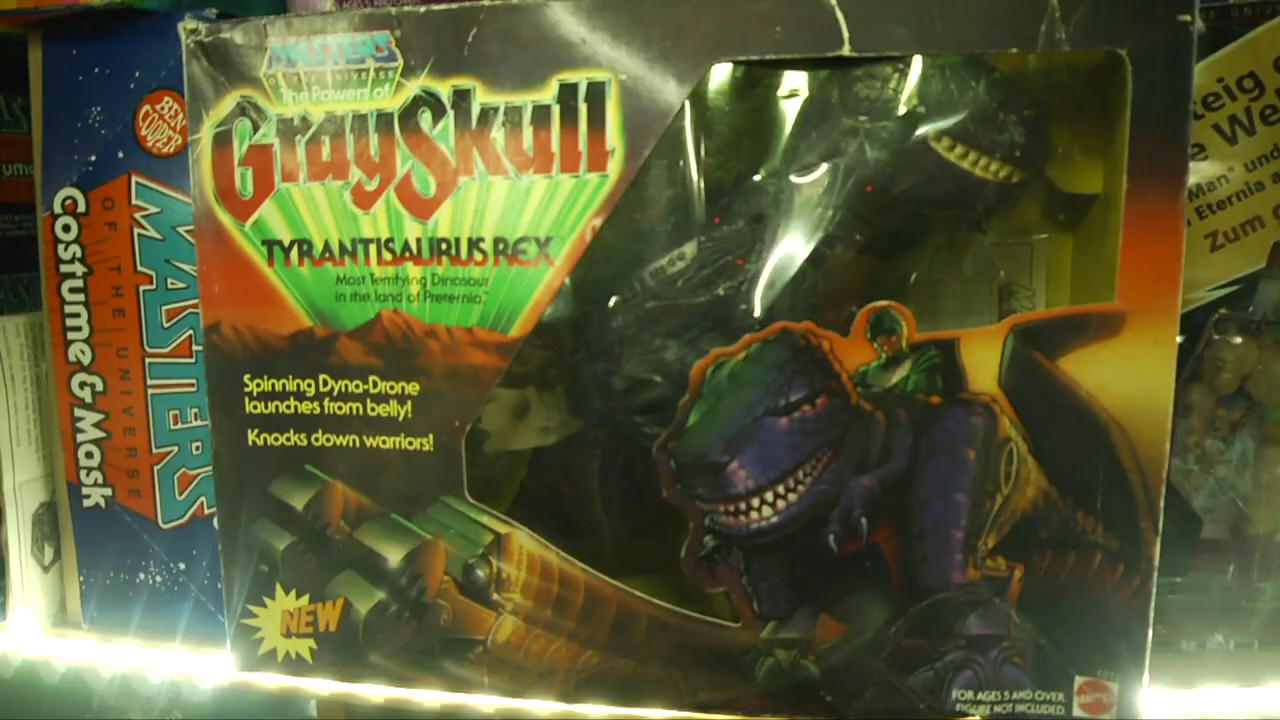 MASTERS
OF THE UNIVERSE
The Powers of
GraySkull
TYRANTISAURUS REX
Most Terrifying Dinosaur
in the land of Preternia.
Spinning Dyna-Drone
launches from belly!
Knocks down warriors!
NEW
FOR AGES 5 AND OVER
FIGURE NOT INCLUDED
MATTEL
BEN
COOPER
MASTERS
OF THE UNIVERSE
Costume & Mask
teig
e We
Man und
Eternia
Zum